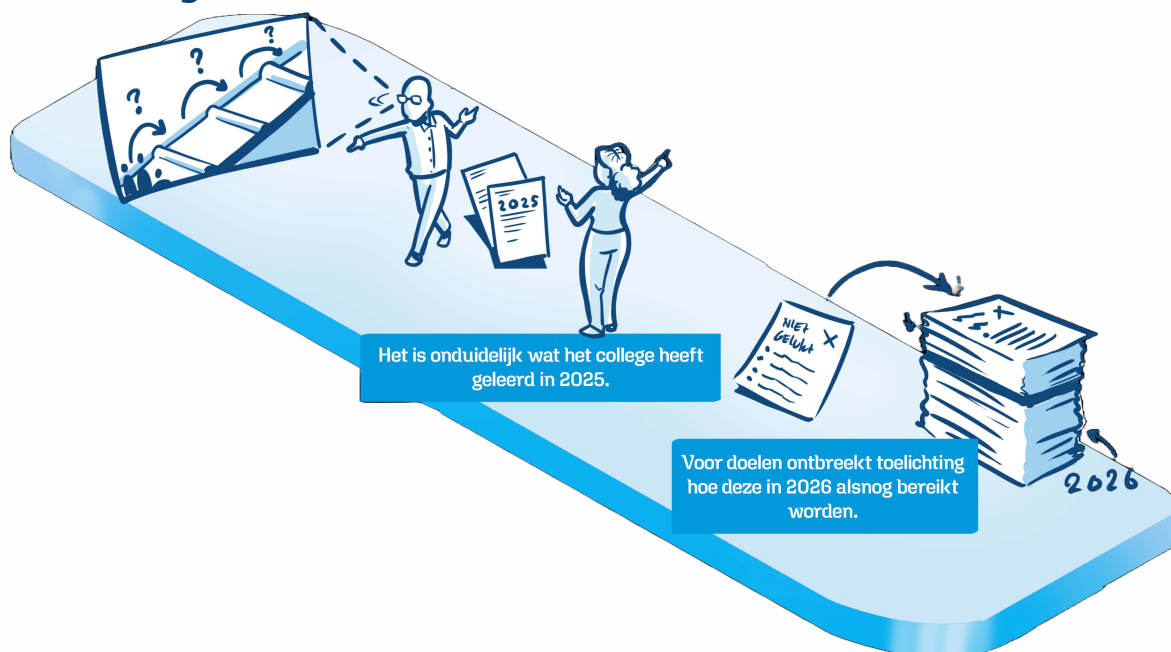 ?
?
?
2025
Het is onduidelijk wat het college heeft
geleerd in 2025.
NIET
GELUKT
Voor doelen ontbreekt toelichting
hoe deze in 2026 alsnog bereikt
worden.
2026